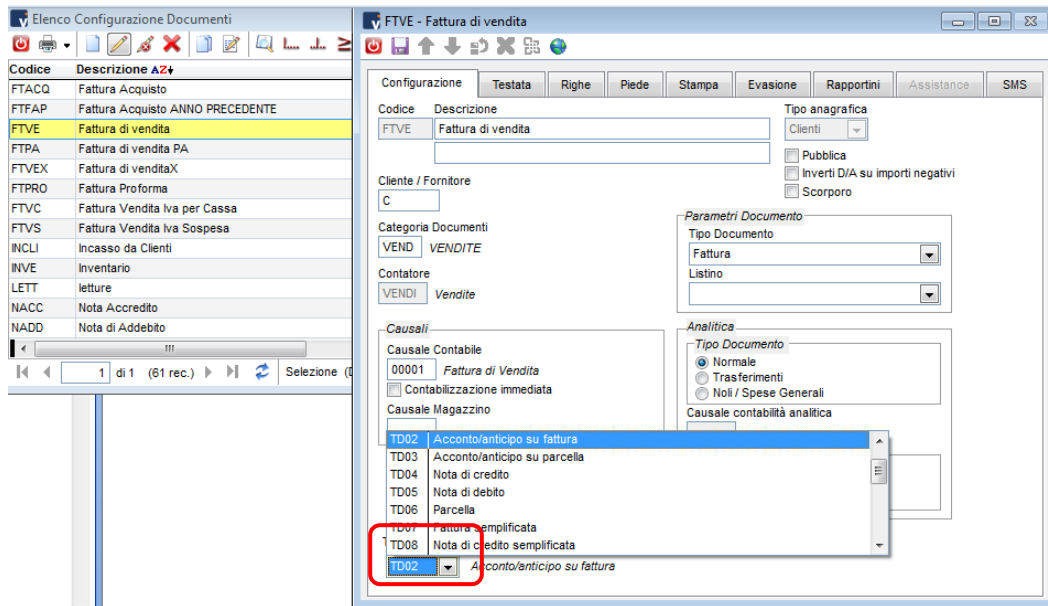 Elenco Configurazione Documenti
Codice Descrizione AZ
FTACQ Fattura Acquisto
FTFAP Fattura Acquisto ANNO PRECEDENTE
FTVE Fattura di vendita
FTPA Fattura di vendita PA
FTVEX Fattura di venditaX
FTPRO Fattura Proforma
FTVC Fattura Vendita Iva per Cassa
FTVS Fattura Vendita Iva Sospesa
INCLI Incasso da Clienti
INVE Inventario
LETT letture
NACC Nota Accredito
NADD Nota di Addebito
1 di 1 (61 rec.) Selezione (D
FTVE - Fattura di vendita
Configurazione Testata Righe Piede Stampa Evasione Rapportini Assistance SMS
Codice Descrizione Tipo anagrafica
FTVE Fattura di vendita Clienti
Pubblica
Inverti D/A su importi negativi
Scorporo
Cliente / Fornitore
C
Categoria Documenti
VEND VENDITE
Contatore
VENDI Vendite
Parametri Documento
Tipo Documento
Fattura
Listino
Causali
Causale Contabile
00001 Fattura di Vendita
Contabilizzazione immediata
Causale Magazzino
Analitica
Tipo Documento
Normale
Trasferimenti
Noli / Spese Generali
Causale contabilità analitica
TD02 Acconto/anticipo su fattura
TD03 Acconto/anticipo su parcella
TD04 Nota di credito
TD05 Nota di debito
TD06 Parcella
TD07 Fattura semplificata
TD08 Nota di credito semplificata
TD02 Acconto/anticipo su fattura